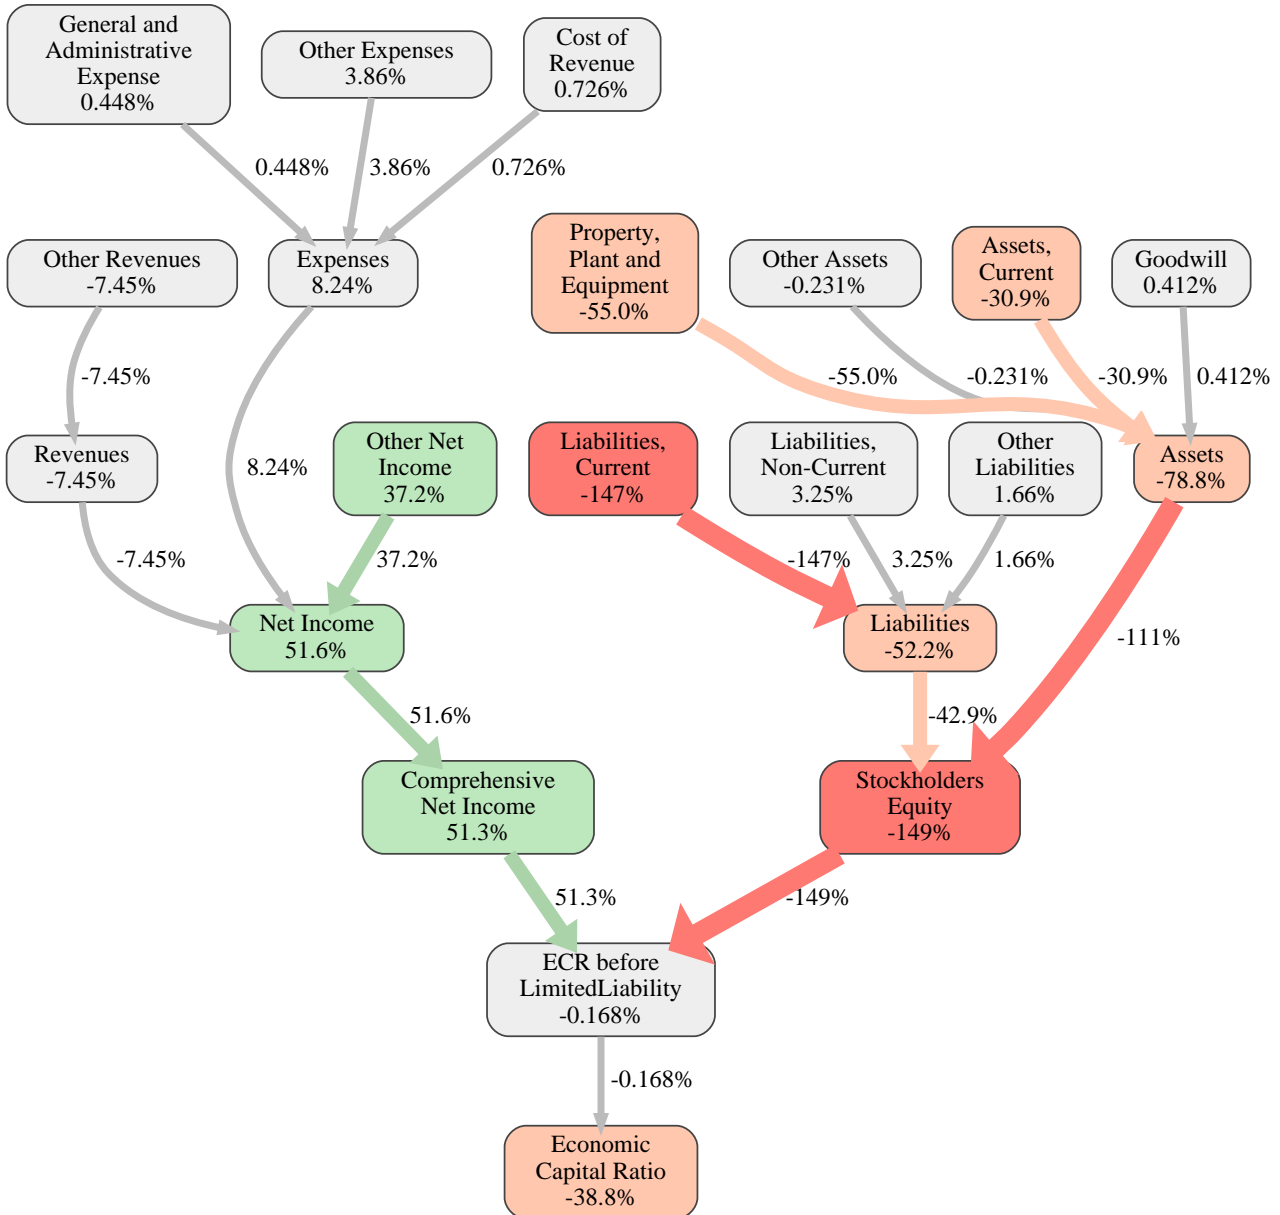 General and
Administrative
Expense
0.448%
Other Expenses
3.86%
Cost of
Revenue
0.726%
0.448%
3.86%
0.726%
Other Revenues
-7.45%
Expenses
8.24%
Property,
Plant and
Equipment
-55.0%
Other Assets
-0.231%
Assets,
Current
-30.9%
Goodwill
0.412%
-7.45%
-55.0%
-0.231%
-30.9%
0.412%
Revenues
-7.45%
8.24%
Other Net
Income
37.2%
Liabilities,
Current
-147%
Liabilities,
Non-Current
3.25%
Other
Liabilities
1.66%
Assets
-78.8%
-7.45%
37.2%
-147%
3.25%
1.66%
Net Income
51.6%
Liabilities
-52.2%
-111%
51.6%
-42.9%
Comprehensive
Net Income
51.3%
Stockholders
Equity
-149%
51.3%
-149%
ECR before
LimitedLiability
-0.168%
-0.168%
Economic
Capital Ratio
-38.8%